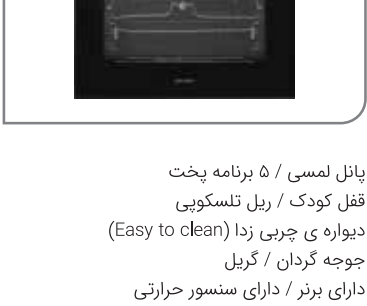 پانل لمسی / ۵ برنامه پخت
قفل کودک / ریل تلسکوپی
دیواره ی چربی زدا (Easy to clean)
جوجه گردان / گریل
دارای برنر / دارای سنسور حرارتی